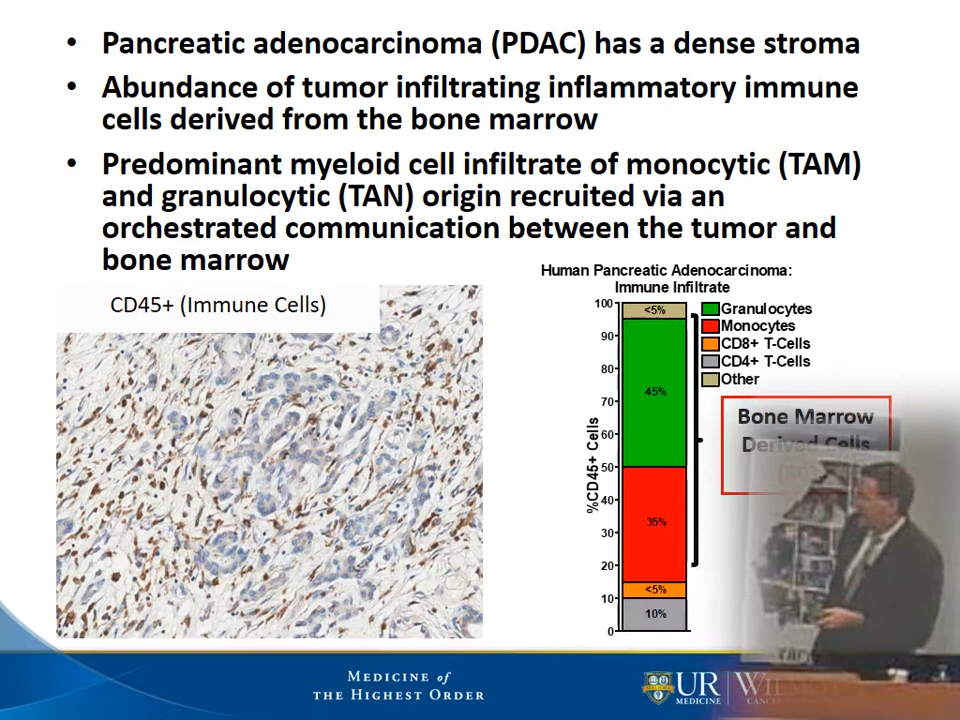 • Pancreatic adenocarcinoma (PDAC) has a dense stroma
• Abundance of tumor infiltrating inflammatory immune
cells derived from the bone marrow
• Predominant myeloid cell infiltrate of monocytic (TAM)
and granulocytic (TAN) origin recruited via an
orchestrated communication between the tumor and
bone marrow
CD45+ (Immune Cells)
Human Pancreatic Adenocarcinoma:
Immune Infiltrate
%CD45+ Cells
100
90
80
70
60
50
40
30
20
10
0
<5%
45%
35%
<5%
10%
Granulocytes
Monocytes
CD8+ T-Cells
CD4+ T-Cells
Other
Bone Marrow
Derived Cells
MEDICINE of
THE HIGHEST ORDER
MELIORA
UR
MEDICINE